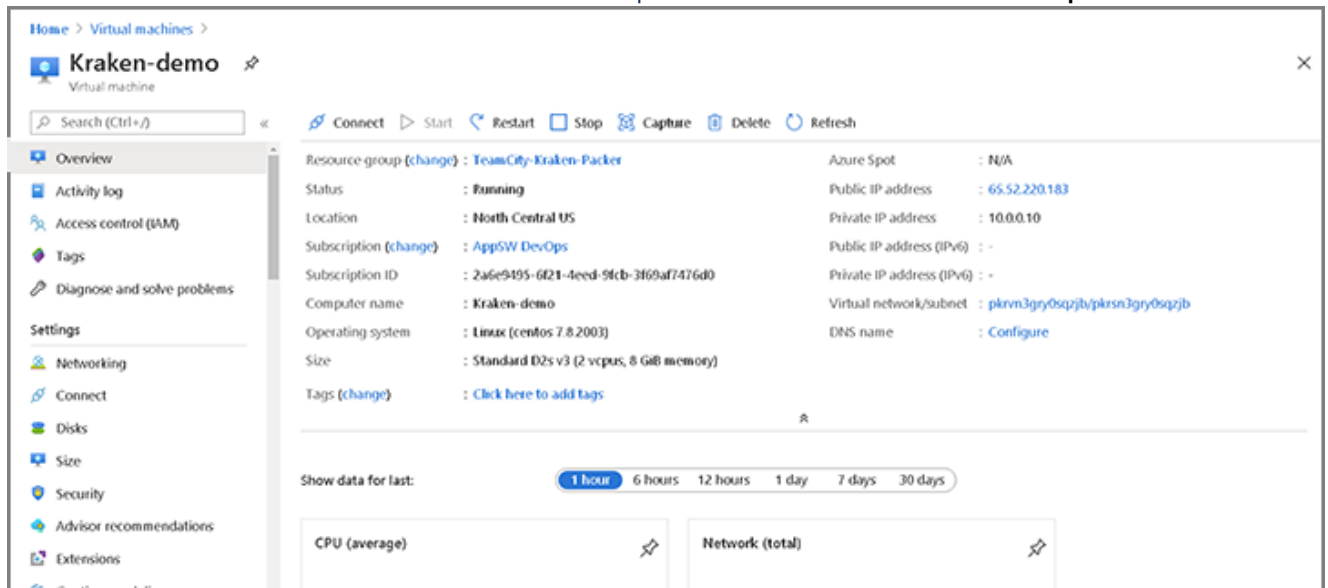 Home > Virtual machines >
Kraken-demo
Virtual machine
Search (Ctrl+/)
«
Connect
Start
Restart
Stop
Capture
Delete
Refresh
Overview
Activity log
Access control (IAM)
Tags
Diagnose and solve problems
Settings
Networking
Connect
Disks
Size
Security
Advisor recommendations
Extensions
Resource group (change) : TeamCity-Kraken-Packer
Status : Running
Location : North Central US
Subscription (change) : AppSW DevOps
Subscription ID : 2a6e9495-6f21-4eed-9fcb-3f69af7476d0
Computer name : Kraken-demo
Operating system : Linux (centos 7.8.2003)
Size : Standard D2s v3 (2 vcpus, 8 GiB memory)
Tags (change) : Click here to add tags
Azure Spot : N/A
Public IP address : 65.52.220.183
Private IP address : 10.0.0.10
Public IP address (IPv6) : -
Private IP address (IPv6) : -
Virtual network/subnet : pkrvn3gry0sqzjb/pkrsn3gry0sqzjb
DNS name : Configure
Show data for last: 1 hour 6 hours 12 hours 1 day 7 days 30 days
CPU (average)
Network (total)